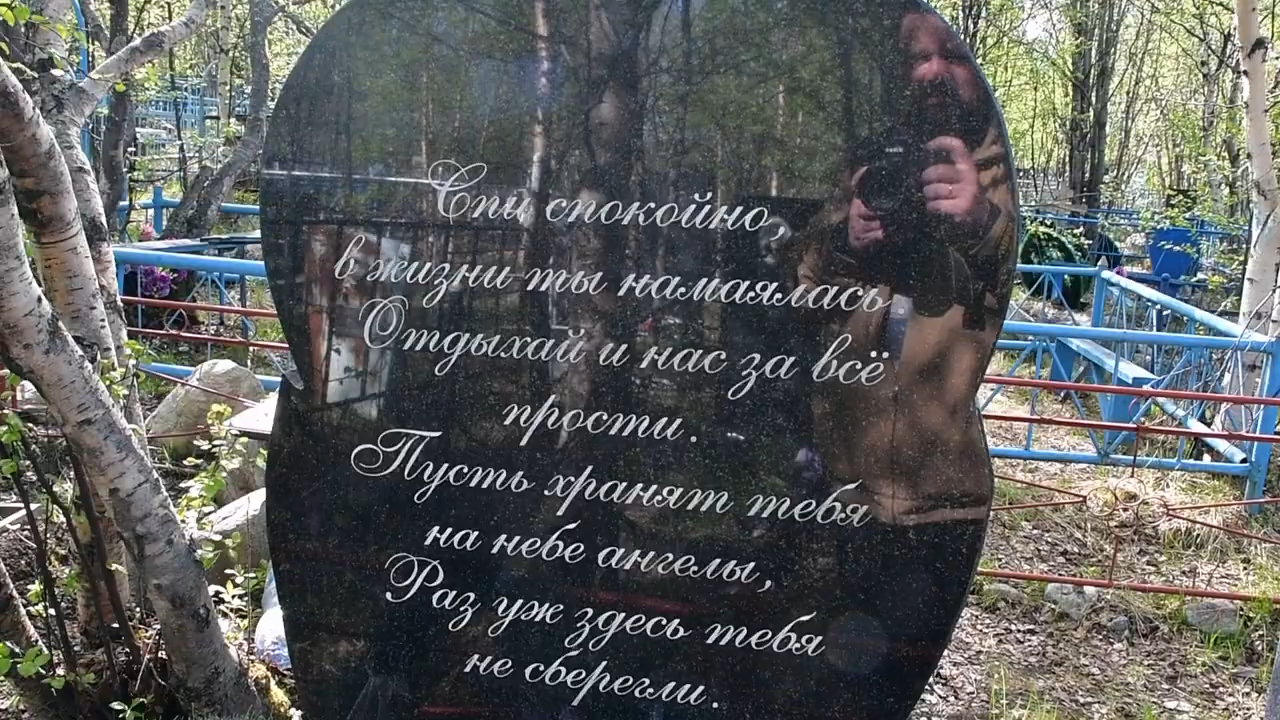 Спи спокойно,
в жизни ты намаялась
Отдыхай и нас за всё
прости.
Пусть хранят тебя
на небе ангелы,
Раз уж здесь тебя
не сберегли.